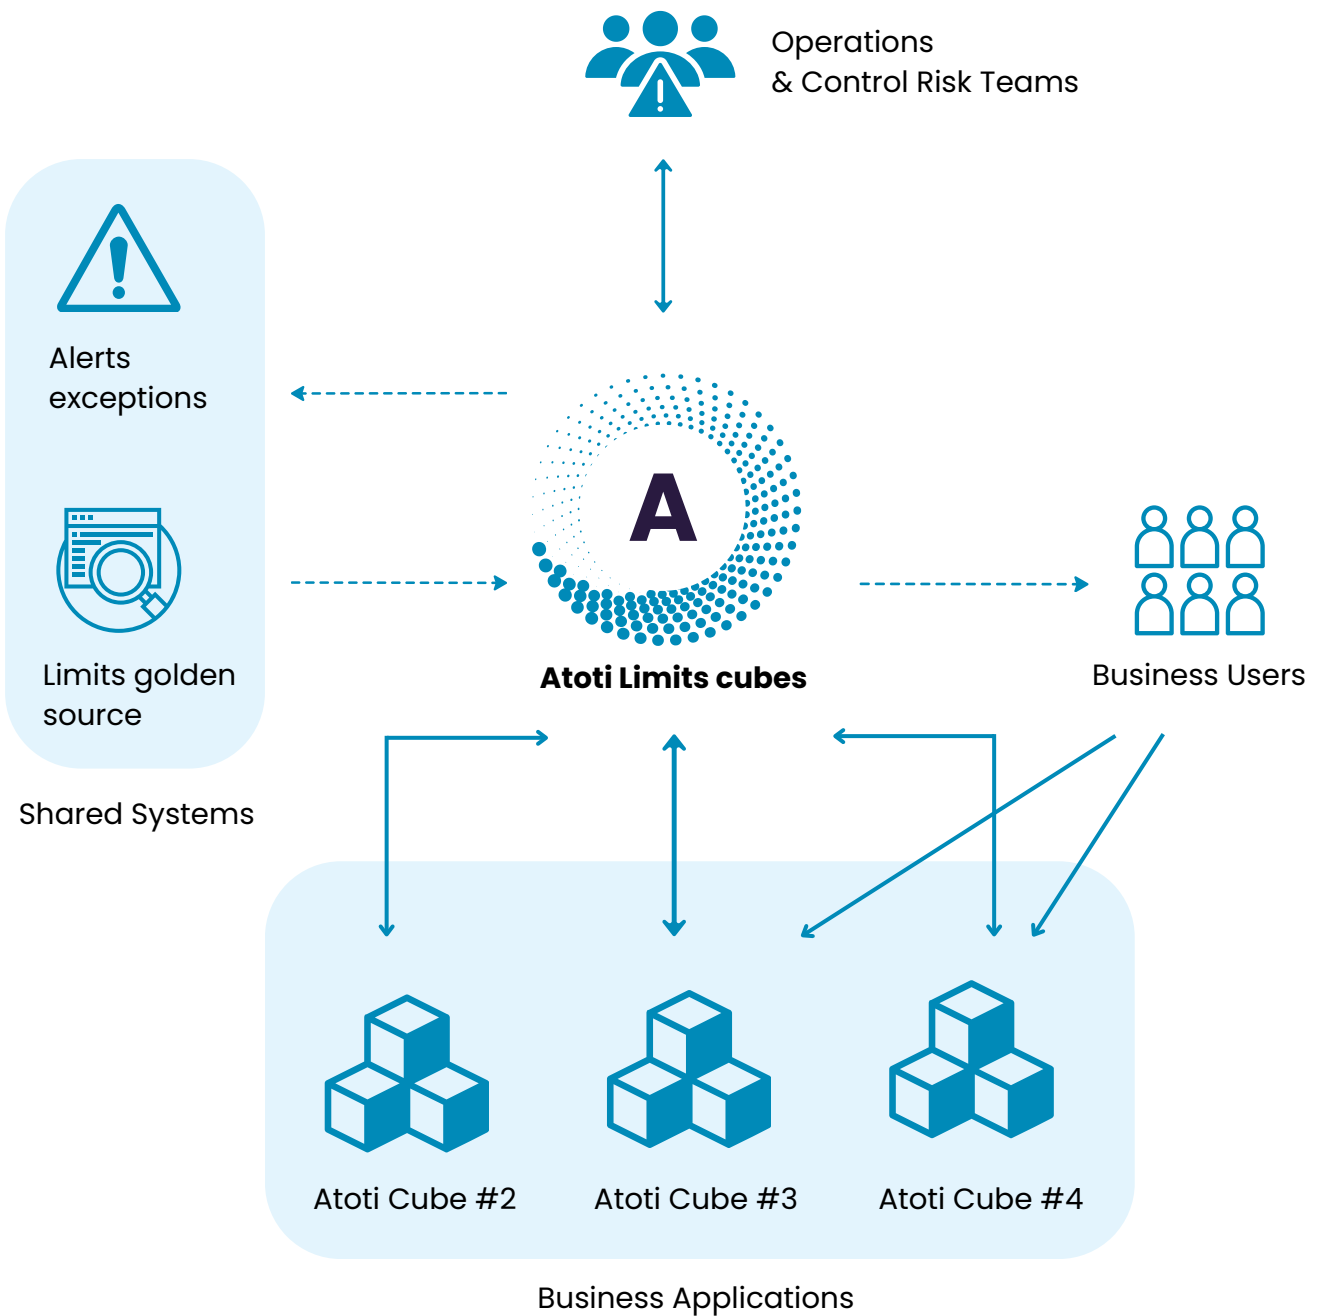 Operations
& Control Risk Teams
Alerts
exceptions
A
Limits golden
source
Atoti Limits cubes
Business Users
Shared Systems
Atoti Cube #2
Atoti Cube #3
Atoti Cube #4
Business Applications